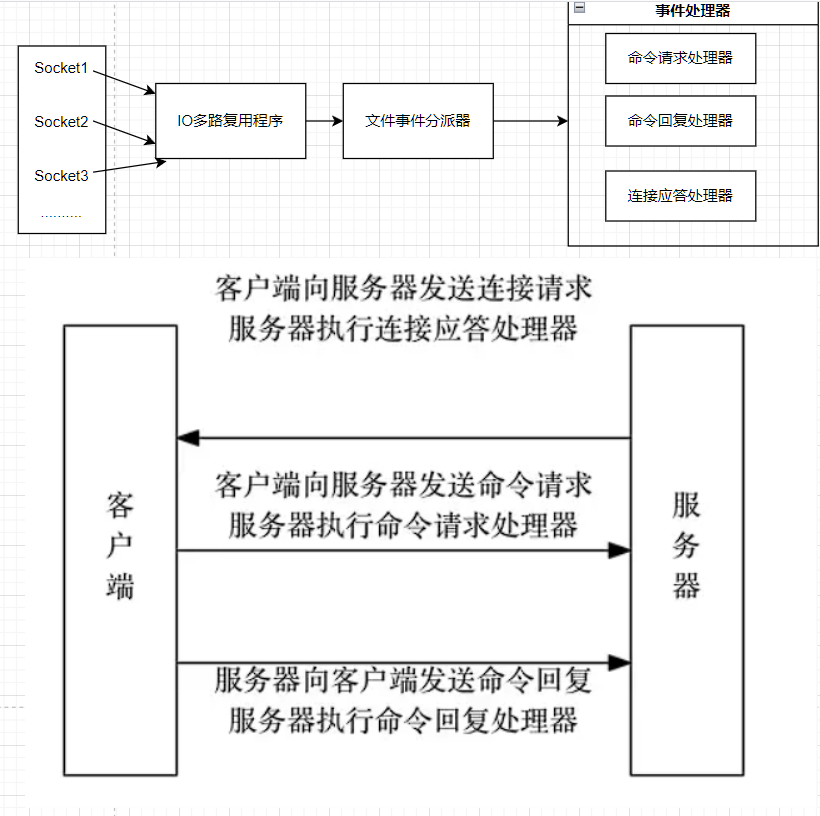 事件处理器
Socket1
Socket2
Socket3
..........
IO多路复用程序
文件事件分派器
命令请求处理器
命令回复处理器
连接应答处理器
客户端向服务器发送连接请求
服务器执行连接应答处理器
客户端向服务器发送命令请求
服务器执行命令请求处理器
客户端
服务器
服务器向客户端发送命令回复
服务器执行命令回复处理器